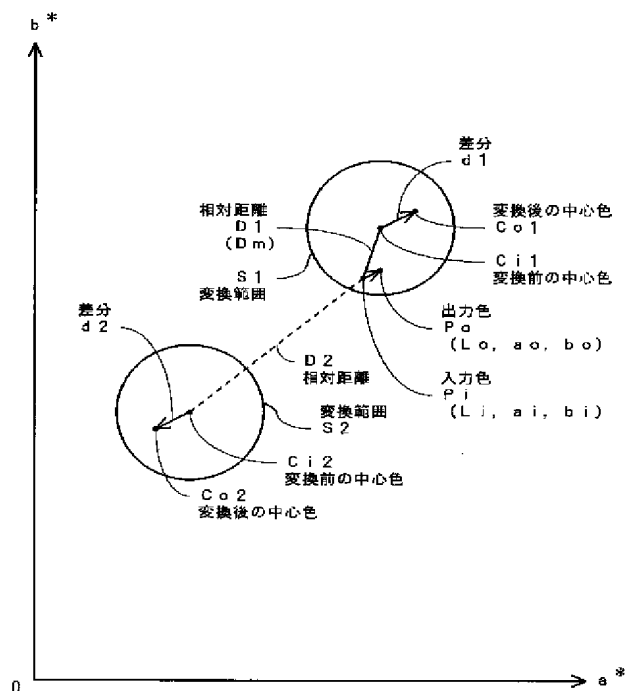 b*
差分
d1
相対距離
D1
(Dm)
変換後の中心色
Co1
Ci1
変換前の中心色
S1
変換範囲
差分
d2
出力色
Po
(Lo, ao, bo)
D2
相対距離
入力色
Pi
(Li, ai, bi)
変換範囲
S2
Ci2
変換前の中心色
Co2
変換後の中心色
0
a*